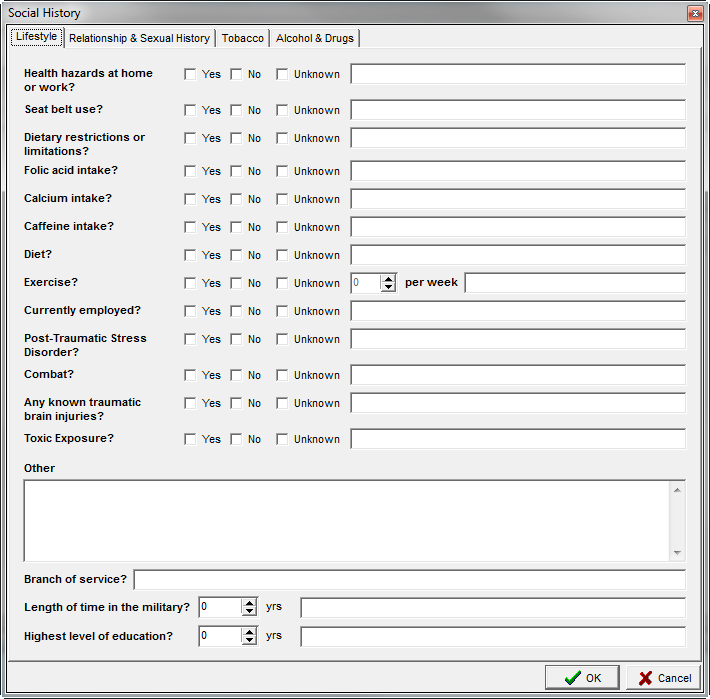 Social History
Lifestyle Relationship & Sexual History Tobacco Alcohol & Drugs
Health hazards at home Yes No Unknown
or work?
Seat belt use? Yes No Unknown
Dietary restrictions or Yes No Unknown
limitations?
Folic acid intake? Yes No Unknown
Calcium intake? Yes No Unknown
Caffeine intake? Yes No Unknown
Diet? Yes No Unknown
Exercise? Yes No Unknown 0 per week
Currently employed? Yes No Unknown
Post-Traumatic Stress Yes No Unknown
Disorder?
Combat? Yes No Unknown
Any known traumatic Yes No Unknown
brain injuries?
Toxic Exposure? Yes No Unknown
Other
Branch of service?
Length of time in the military? 0 yrs
Highest level of education? 0 yrs
OK Cancel